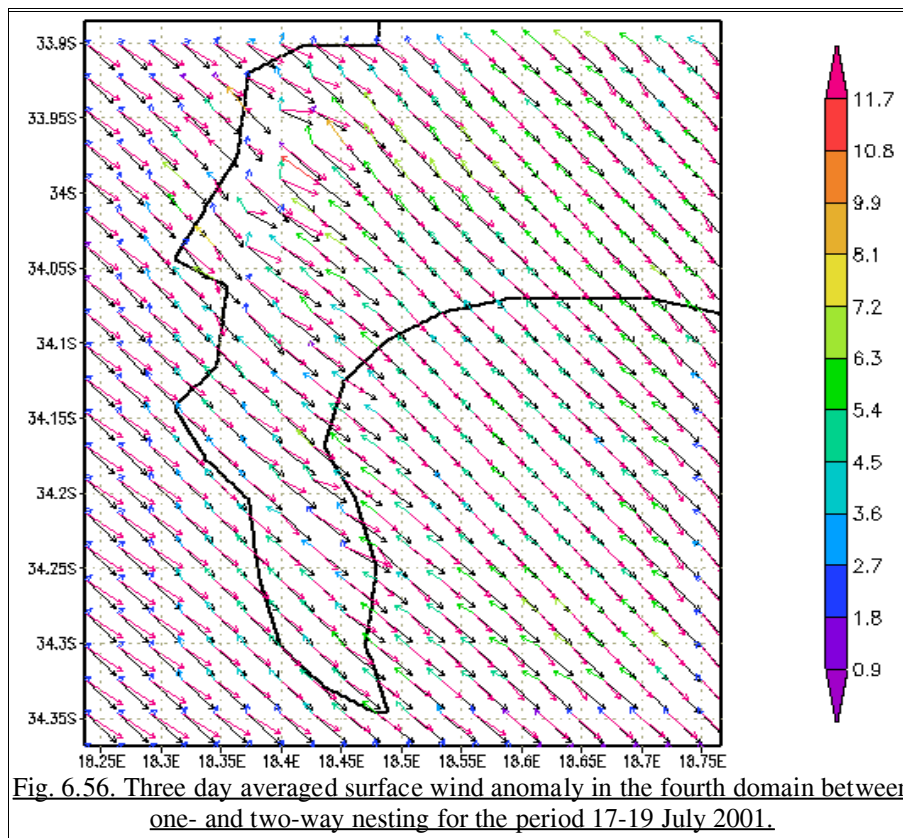 33.9S
33.95S
34S
34.05S
34.1S
34.15S
34.2S
34.25S
34.3S
34.35S
18.25E 18.3E 18.35E 18.4E 18.45E 18.5E 18.55E 18.6E 18.65E 18.7E 18.75E
11.7
10.8
9.9
8.1
7.2
6.3
5.4
4.5
3.6
2.7
1.8
0.9
Fig. 6.56. Three day averaged surface wind anomaly in the fourth domain between
one- and two-way nesting for the period 17-19 July 2001.